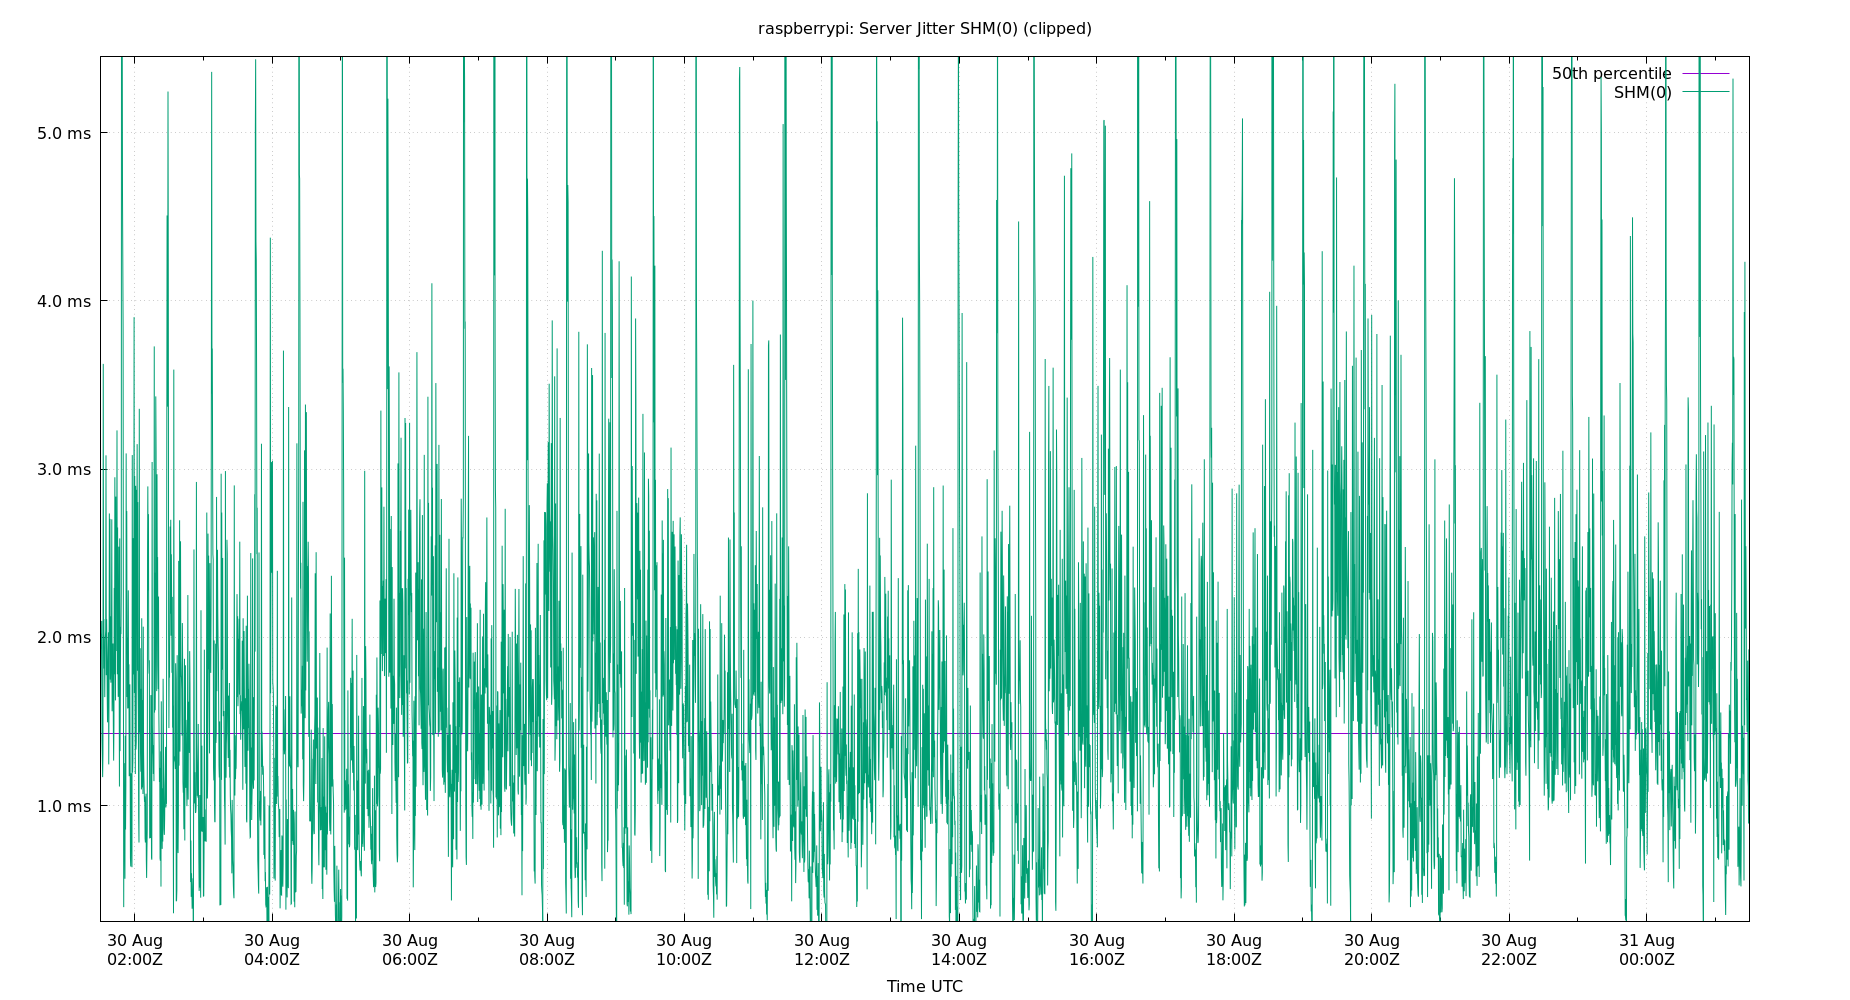 raspberrypi: Server Jitter SHM(0) (clipped)
50th percentile
SHM(0)
5.0 ms
4.0 ms
3.0 ms
2.0 ms
1.0 ms
30 Aug 30 Aug 30 Aug 30 Aug 30 Aug 30 Aug 30 Aug 30 Aug 30 Aug 30 Aug 30 Aug 31 Aug
02:00Z 04:00Z 06:00Z 08:00Z 10:00Z 12:00Z 14:00Z 16:00Z 18:00Z 20:00Z 22:00Z 00:00Z
Time UTC